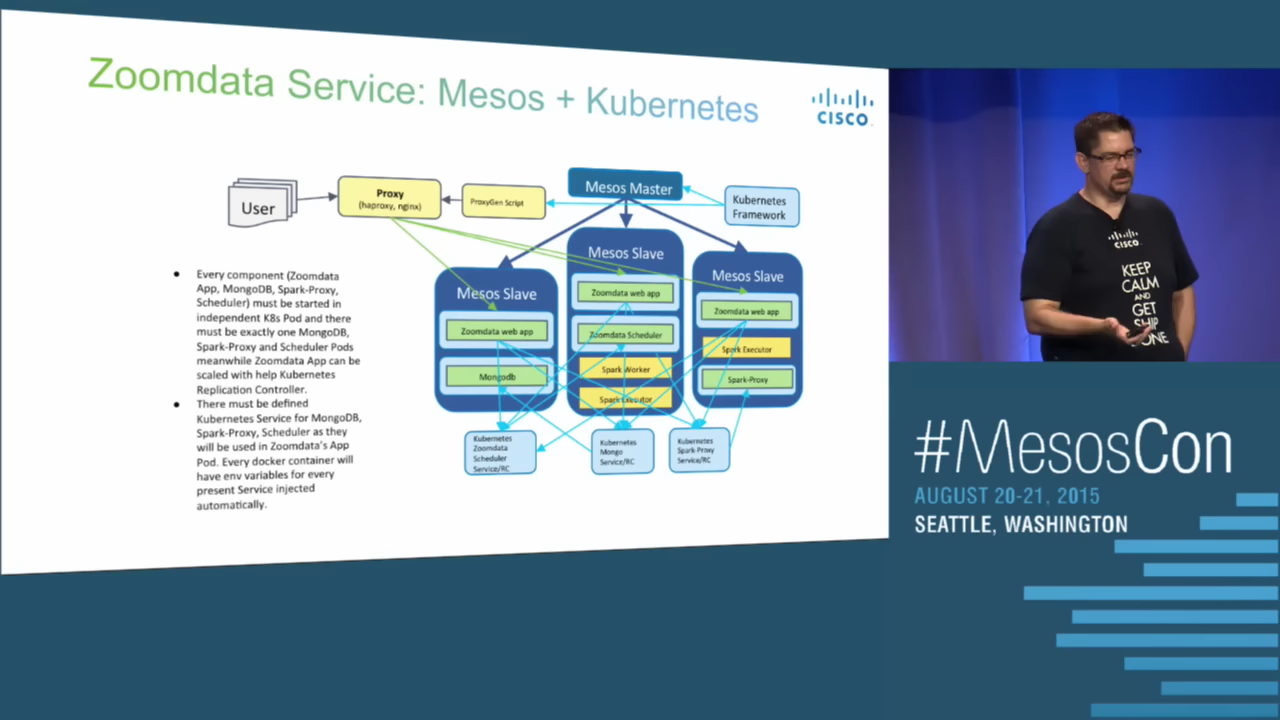 Zoomdata Service: Mesos + Kubernetes
CISCO
User
Proxy
(haproxy, nginx)
ProxyGen Script
Mesos Master
Kubernetes
Framework
Every component (Zoomdata
App, MongoDB, Spark-Proxy,
Scheduler) must be started in
independent K8s Pod and there
must be exactly one MongoDB,
Spark-Proxy and Scheduler Pods
meanwhile Zoomdata App can be
scaled with help Kubernetes
Replication Controller.
There must be defined
Kubernetes Service for MongoDB,
Spark-Proxy, Scheduler as they
will be used in Zoomdata's App
Pod. Every docker container will
have env variables for every
present Service injected
automatically.
Mesos Slave
Zoomdata web app
Mongodb
Mesos Slave
Zoomdata web app
Zoomdata Scheduler
Spark Worker
Spark Executor
Mesos Slave
Zoomdata web app
Spark Executor
Spark-Proxy
Kubernetes
Zoomdata
Scheduler
Service/RC
Kubernetes
Mongo
Service/RC
Kubernetes
Spark-Proxy
Service/RC
CISCO
KEEP
CALM
AND
GET
SHIP
#MesosCon
AUGUST 20-21, 2015
SEATTLE, WASHINGTON